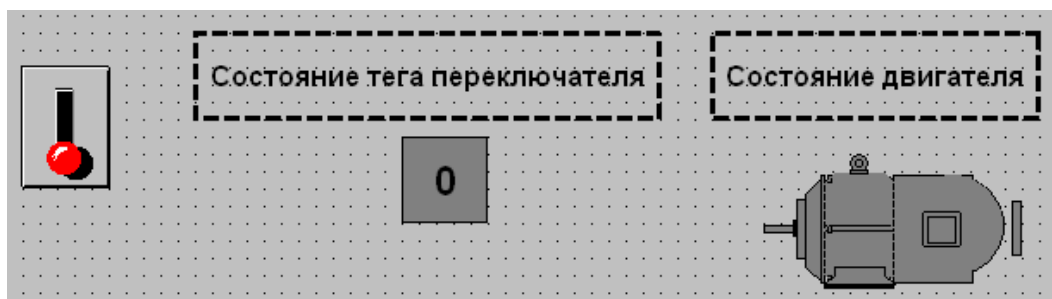 Состояние тега переключателя
Состояние двигателя
0